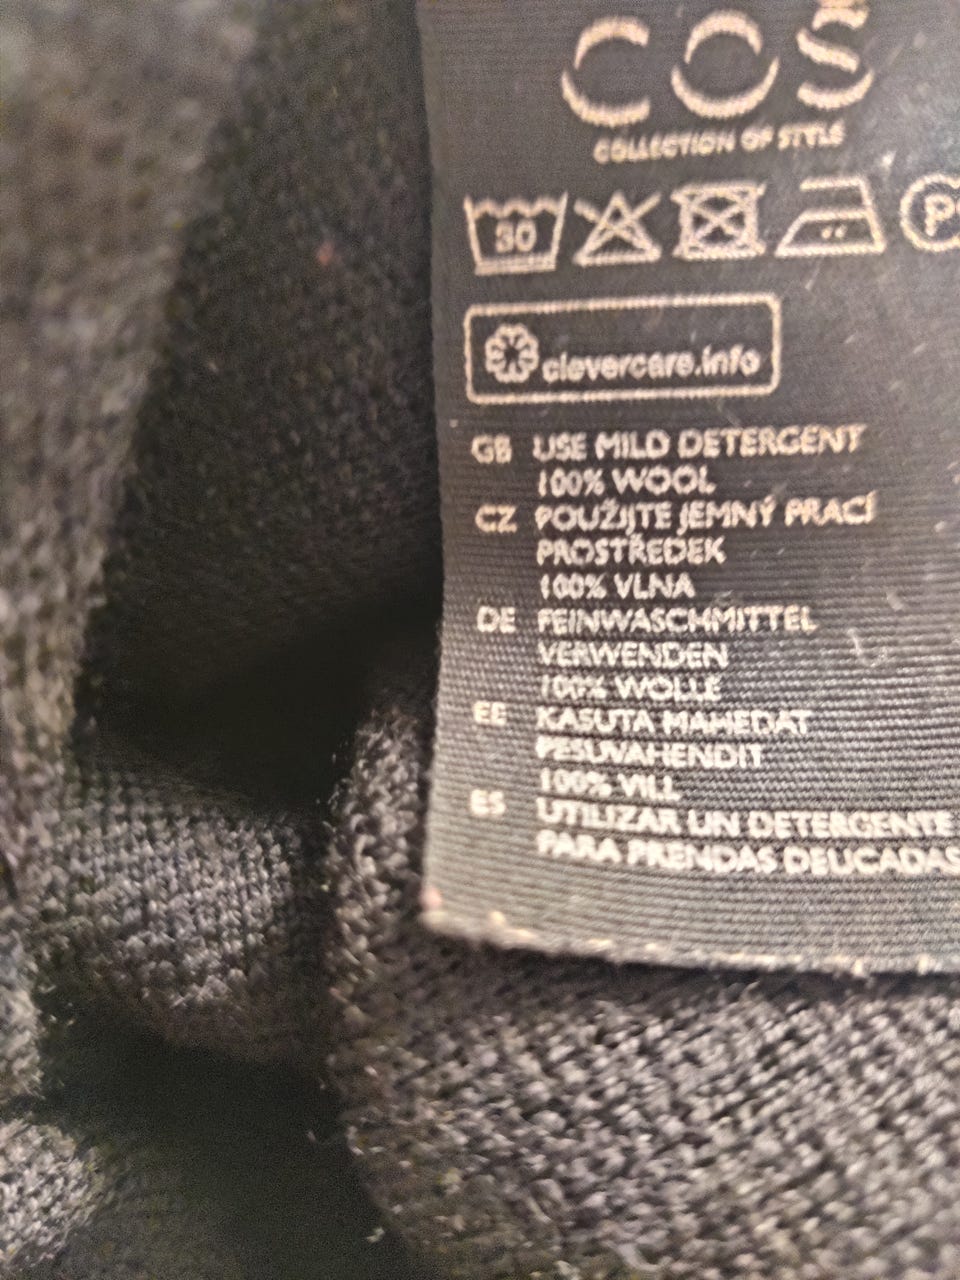 COS
COLLECTION OF STYLE
30
P
clevercare.info
GB USE MILD DETERGENT
100% WOOL
CZ POUŽIJTE JEMNÝ PRACÍ
PROSTŘEDEK
100% VLNA
DE FEINWASCHMITTEL
VERWENDEN
100% WOLLE
EE KASUTA MAHEDAT
PESUVAHENDIT
100% VILL
ES UTILIZAR UN DETERGENTE
PARA PRENDAS DELICADAS